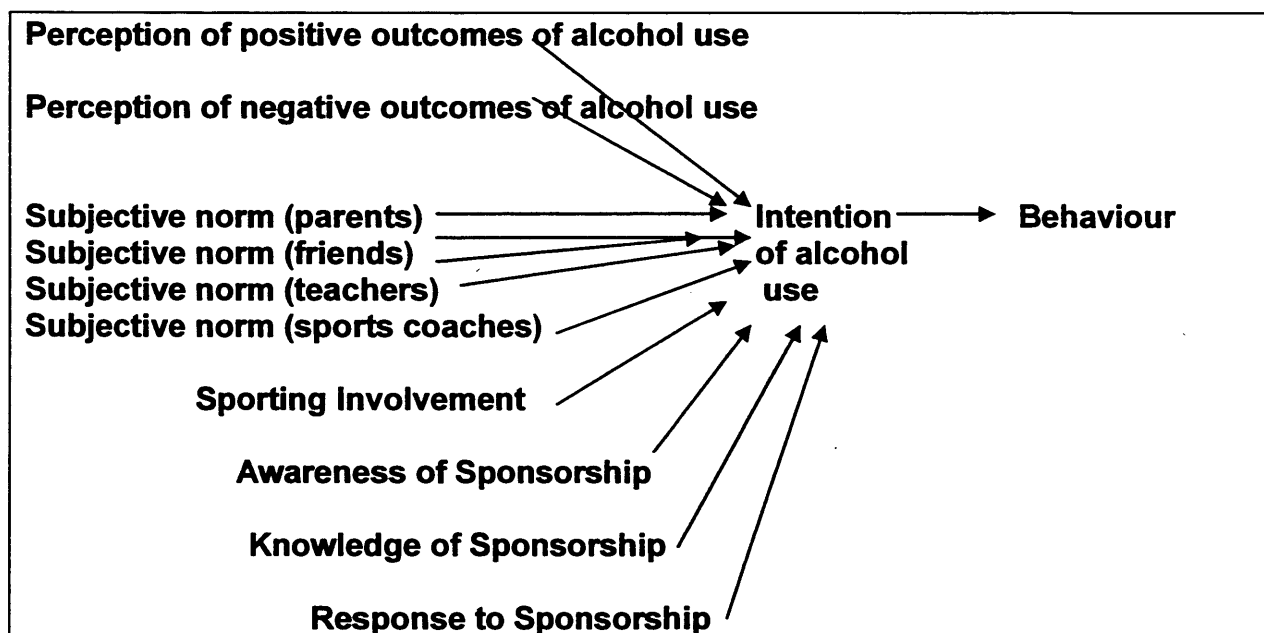 Perception of positive outcomes of alcohol use
Perception of negative outcomes of alcohol use
Subjective norm (parents)
Subjective norm (friends)
Subjective norm (teachers)
Subjective norm (sports coaches)
Intention
of alcohol
use
Behaviour
Sporting Involvement
Awareness of Sponsorship
Knowledge of Sponsorship
Response to Sponsorship